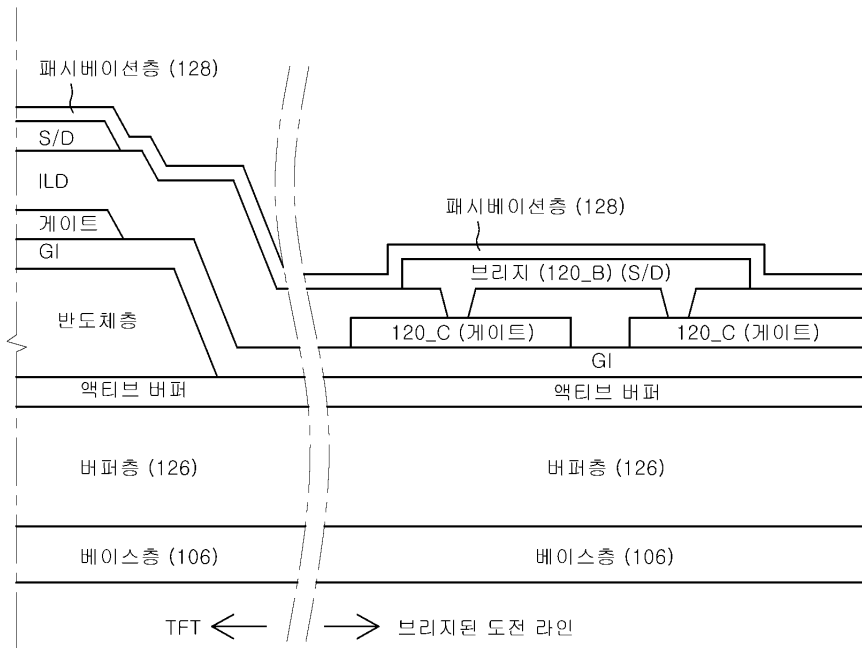 패시베이션층 (128)
S/D
ILD
게이트
GI
반도체층
액티브 버퍼
버퍼층 (126)
베이스층 (106)
패시베이션층 (128)
브리지 (120_B) (S/D)
120_C (게이트)
120_C (게이트)
GI
액티브 버퍼
버퍼층 (126)
베이스층 (106)
TFT
브리지된 도전 라인